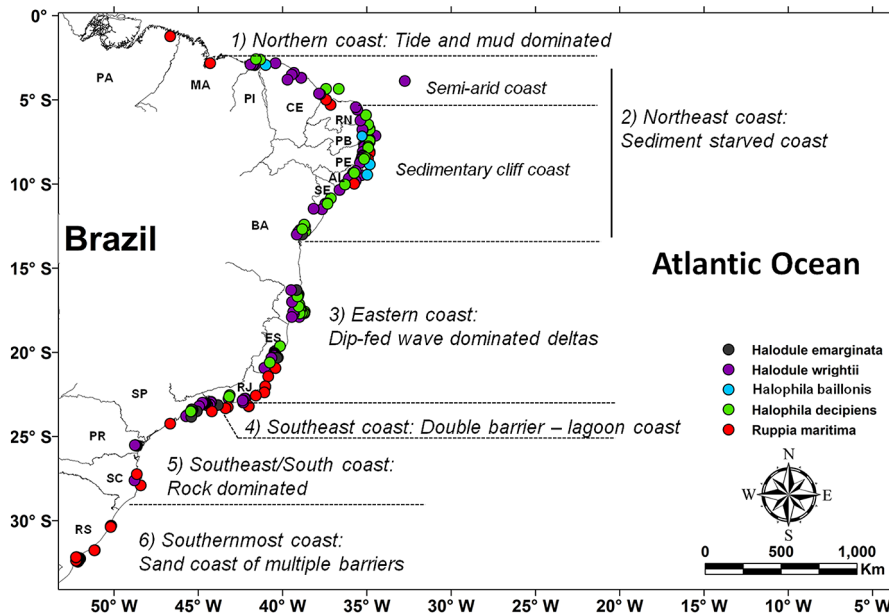 0°
5° S
10° S
15° S
20° S
25° S
30° S
50° W
45° W
40° W
35° W
30° W
25° W
20° W
15° W
10° W
5° W
PA
MA
PI
CE
RN
PB
PE
AL
SE
BA
ES
RJ
SP
PR
SC
RS
Brazil
Atlantic Ocean
1) Northern coast: Tide and mud dominated
Semi-arid coast
2) Northeast coast:
Sediment starved coast
Sedimentary cliff coast
3) Eastern coast:
Dip-fed wave dominated deltas
4) Southeast coast: Double barrier – lagoon coast
5) Southeast/South coast:
Rock dominated
6) Southernmost coast:
Sand coast of multiple barriers
Halodule emarginata
Halodule wrightii
Halophila baillonis
Halophila decipiens
Ruppia maritima
N
W
E
S
0 500 1,000
Km